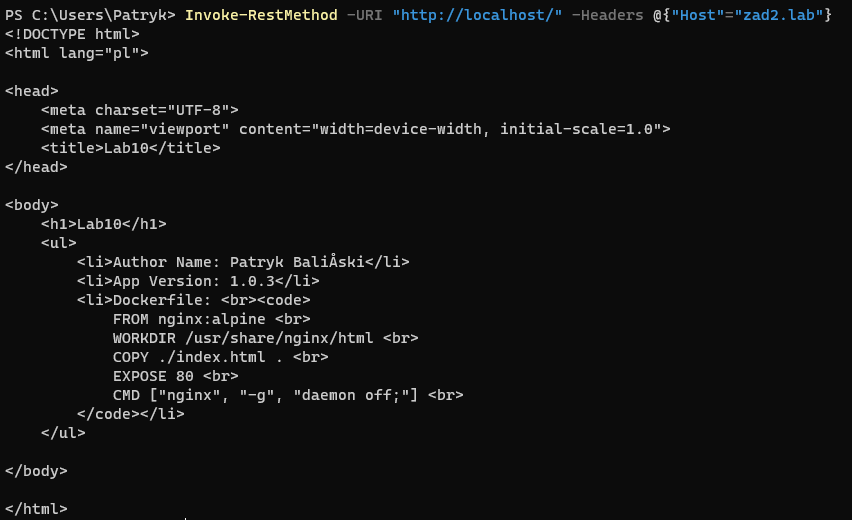 PS C:\Users\Patryk> Invoke-RestMethod -URI "http://localhost/" -Headers @{"Host"="zad2.lab"}
<!DOCTYPE html>
<html lang="pl">

<head>
    <meta charset="UTF-8">
    <meta name="viewport" content="width=device-width, initial-scale=1.0">
    <title>Lab10</title>
</head>

<body>
    <h1>Lab10</h1>
    <ul>
        <li>Author Name: Patryk BaliÅski</li>
        <li>App Version: 1.0.3</li>
        <li>Dockerfile: <br><code>
            FROM nginx:alpine <br>
            WORKDIR /usr/share/nginx/html <br>
            COPY ./index.html . <br>
            EXPOSE 80 <br>
            CMD ["nginx", "-g", "daemon off;"] <br>
        </code></li>
    </ul>

</body>

</html>